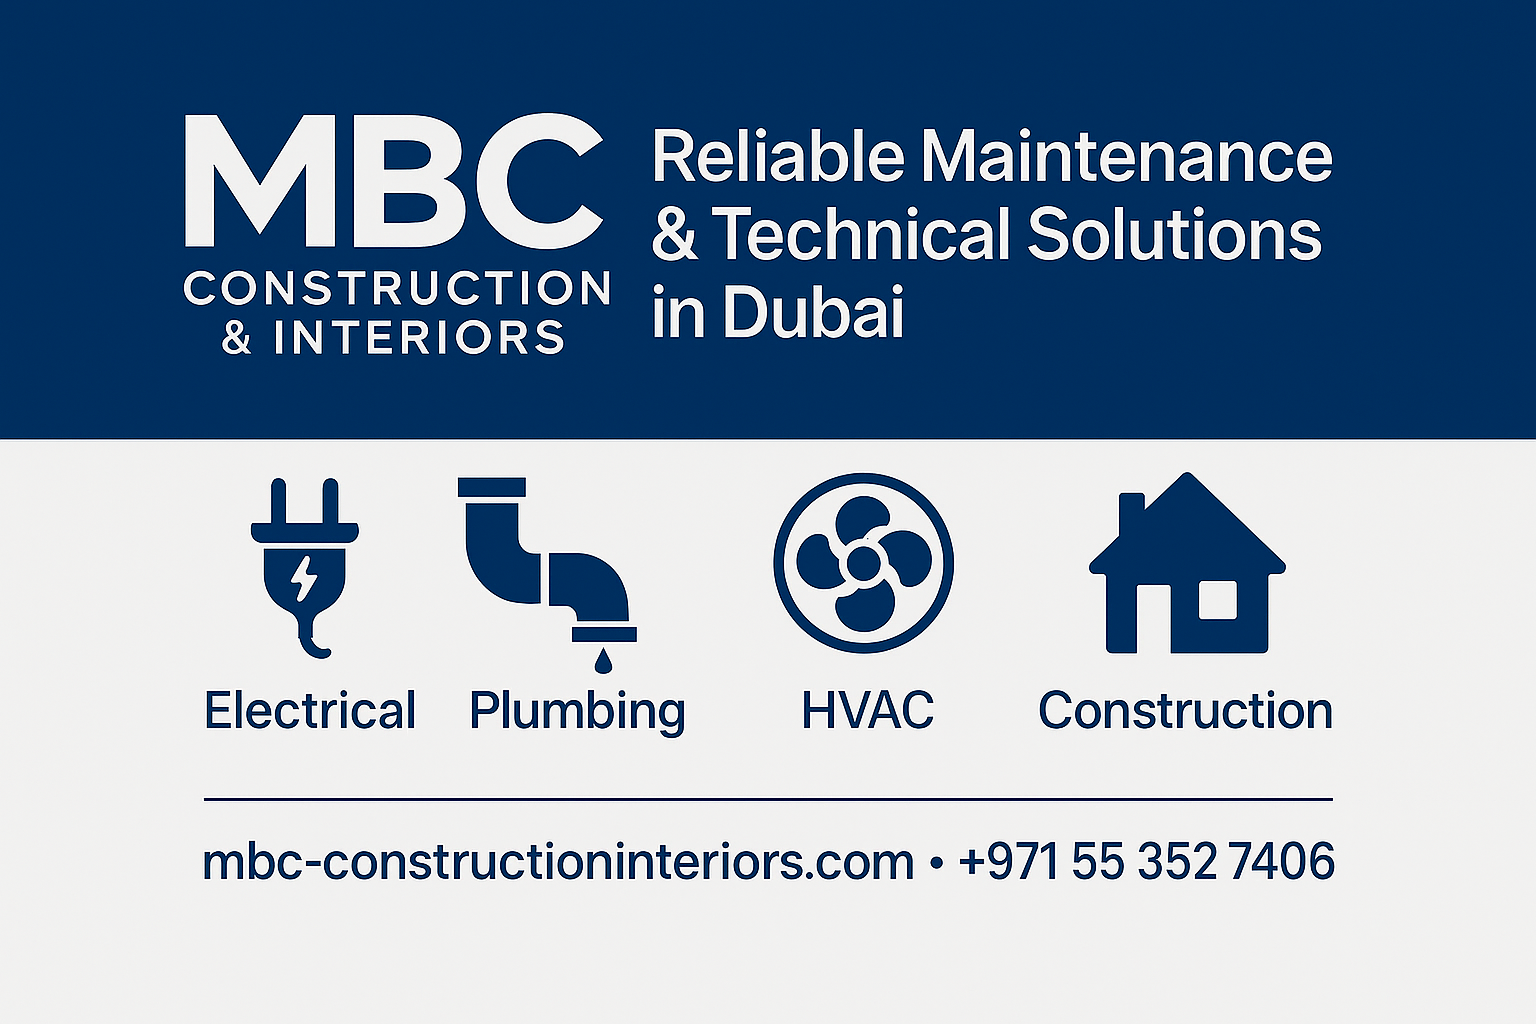 MBC
CONSTRUCTION
& INTERIORS
Reliable Maintenance
& Technical Solutions
in Dubai
Electrical
Plumbing
HVAC
Construction
mbc-constructioninteriors.com • +971 55 352 7406